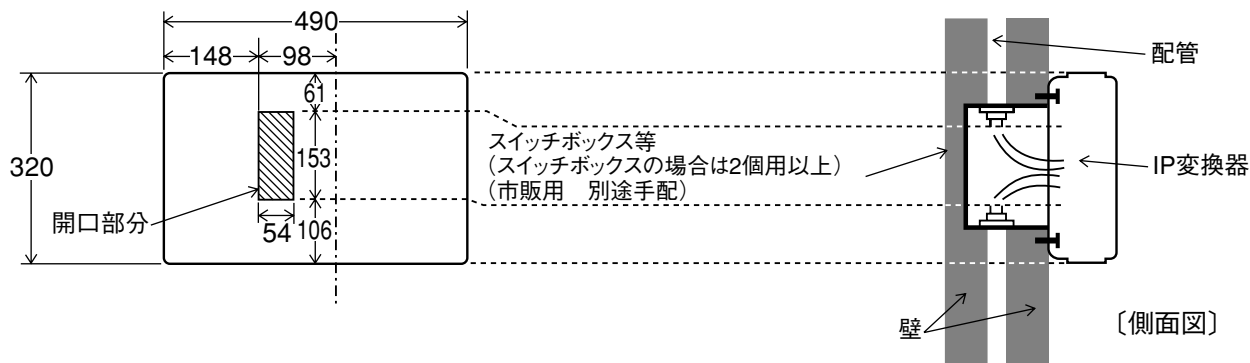 490
148
98
配管
61
320
スイッチボックス等
(スイッチボックスの場合は2個用以上)
(市販用 別途手配)
153
IP変換器
開口部分
54
106
壁
〔側面図〕